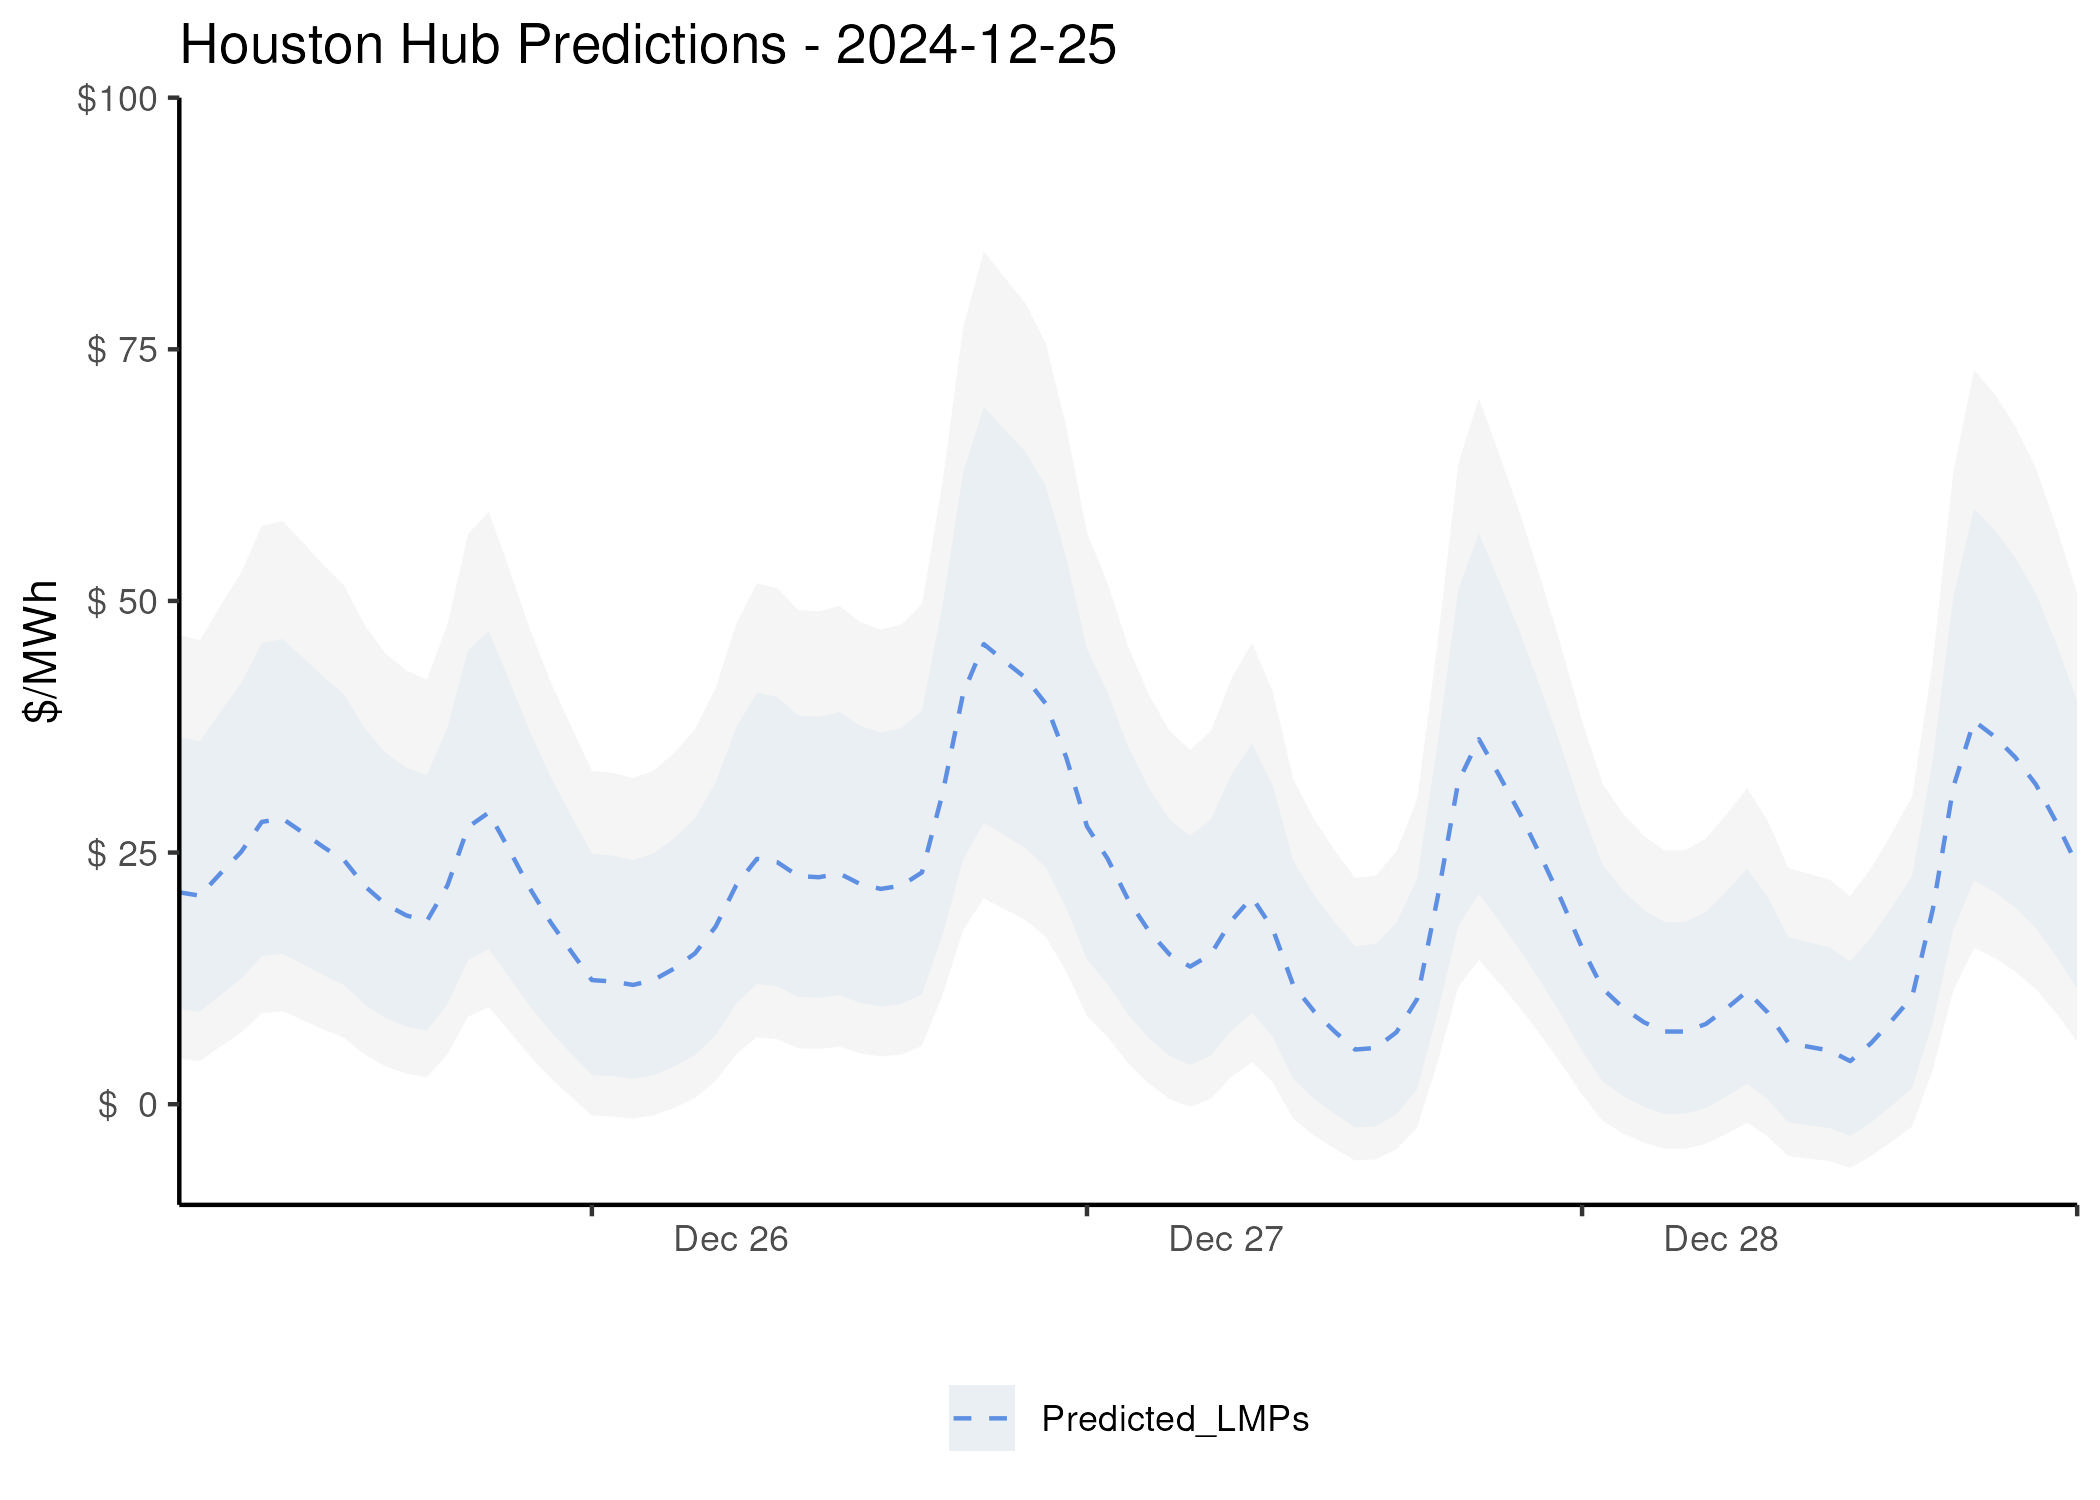 Houston Hub Predictions - 2024-12-25
$100
$ 75
$ 50
$ 25
$  0
$/MWh
Dec 26
Dec 27
Dec 28
Predicted_LMPs